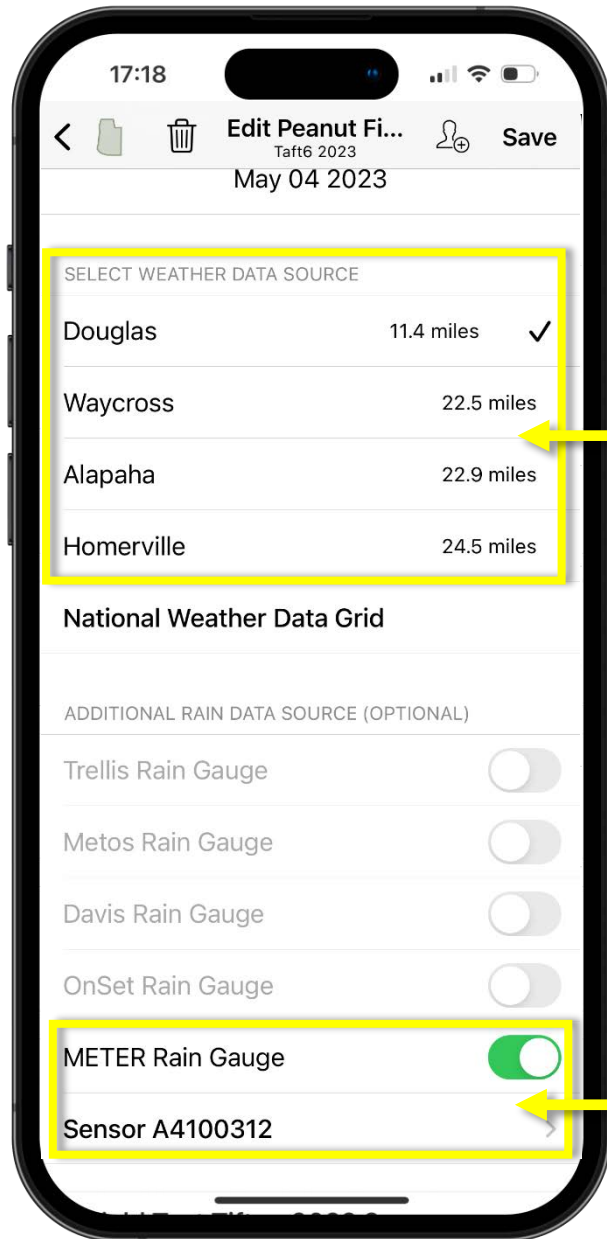 17:18
Edit Peanut Fi...
Save
Taft6 2023
May 04 2023
SELECT WEATHER DATA SOURCE
Douglas 11.4 miles
Waycross 22.5 miles
Alapaha 22.9 miles
Homerville 24.5 miles
National Weather Data Grid
ADDITIONAL RAIN DATA SOURCE (OPTIONAL)
Trellis Rain Gauge
Metos Rain Gauge
Davis Rain Gauge
OnSet Rain Gauge
METER Rain Gauge
Sensor A4100312